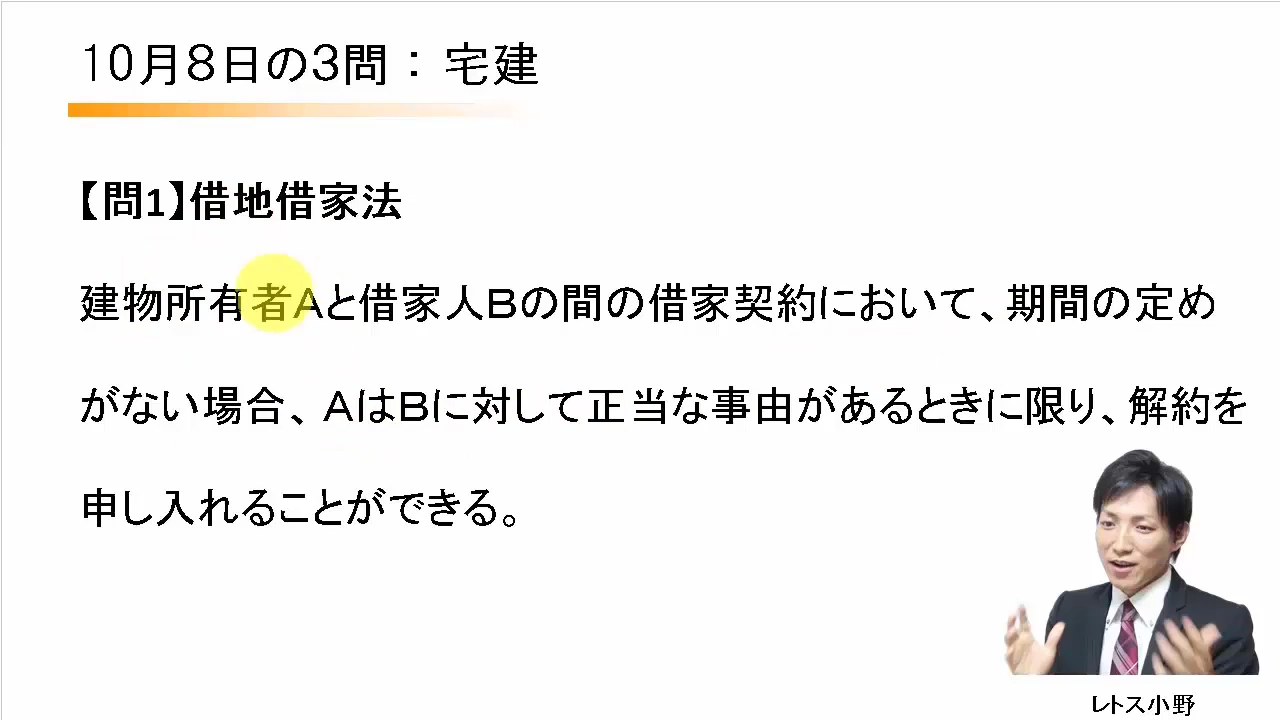 10月8日の3問：宅建
【問1】借地借家法
建物所有者Aと借家人Bの間の借家契約において、期間の定め
がない場合、AはBに対して正当な事由があるときに限り、解約を
申し入れることができる。
レトス小野